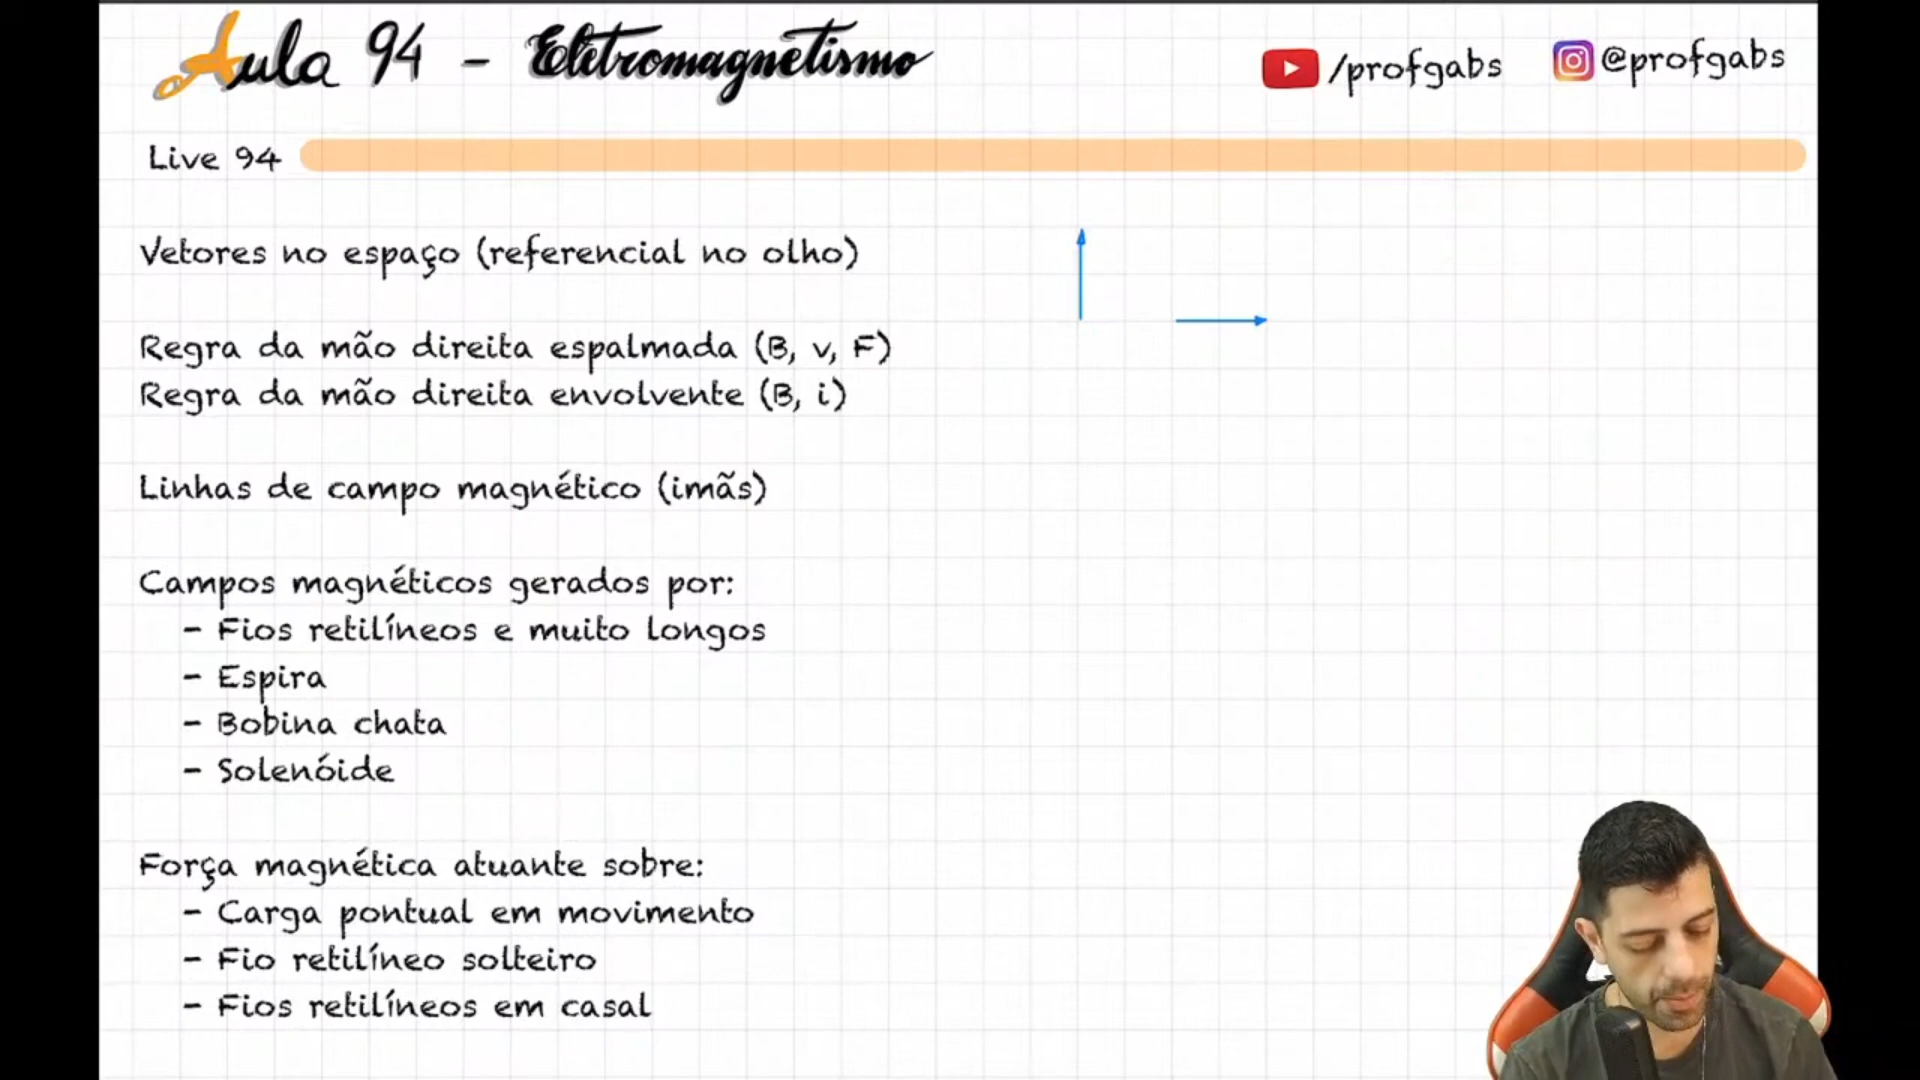 Aula 94 - Eletromagnetismo
/profgabs @profgabs
Live 94
Vetores no espaço (referencial no olho)
Regra da mão direita espalmada (B, v, F)
Regra da mão direita envolvente (B, i)
Linhas de campo magnético (imãs)
Campos magnéticos gerados por:
- Fios retilíneos e muito longos
- Espira
- Bobina chata
- Solenóide
Força magnética atuante sobre:
- Carga pontual em movimento
- Fio retilíneo solteiro
- Fios retilíneos em casal